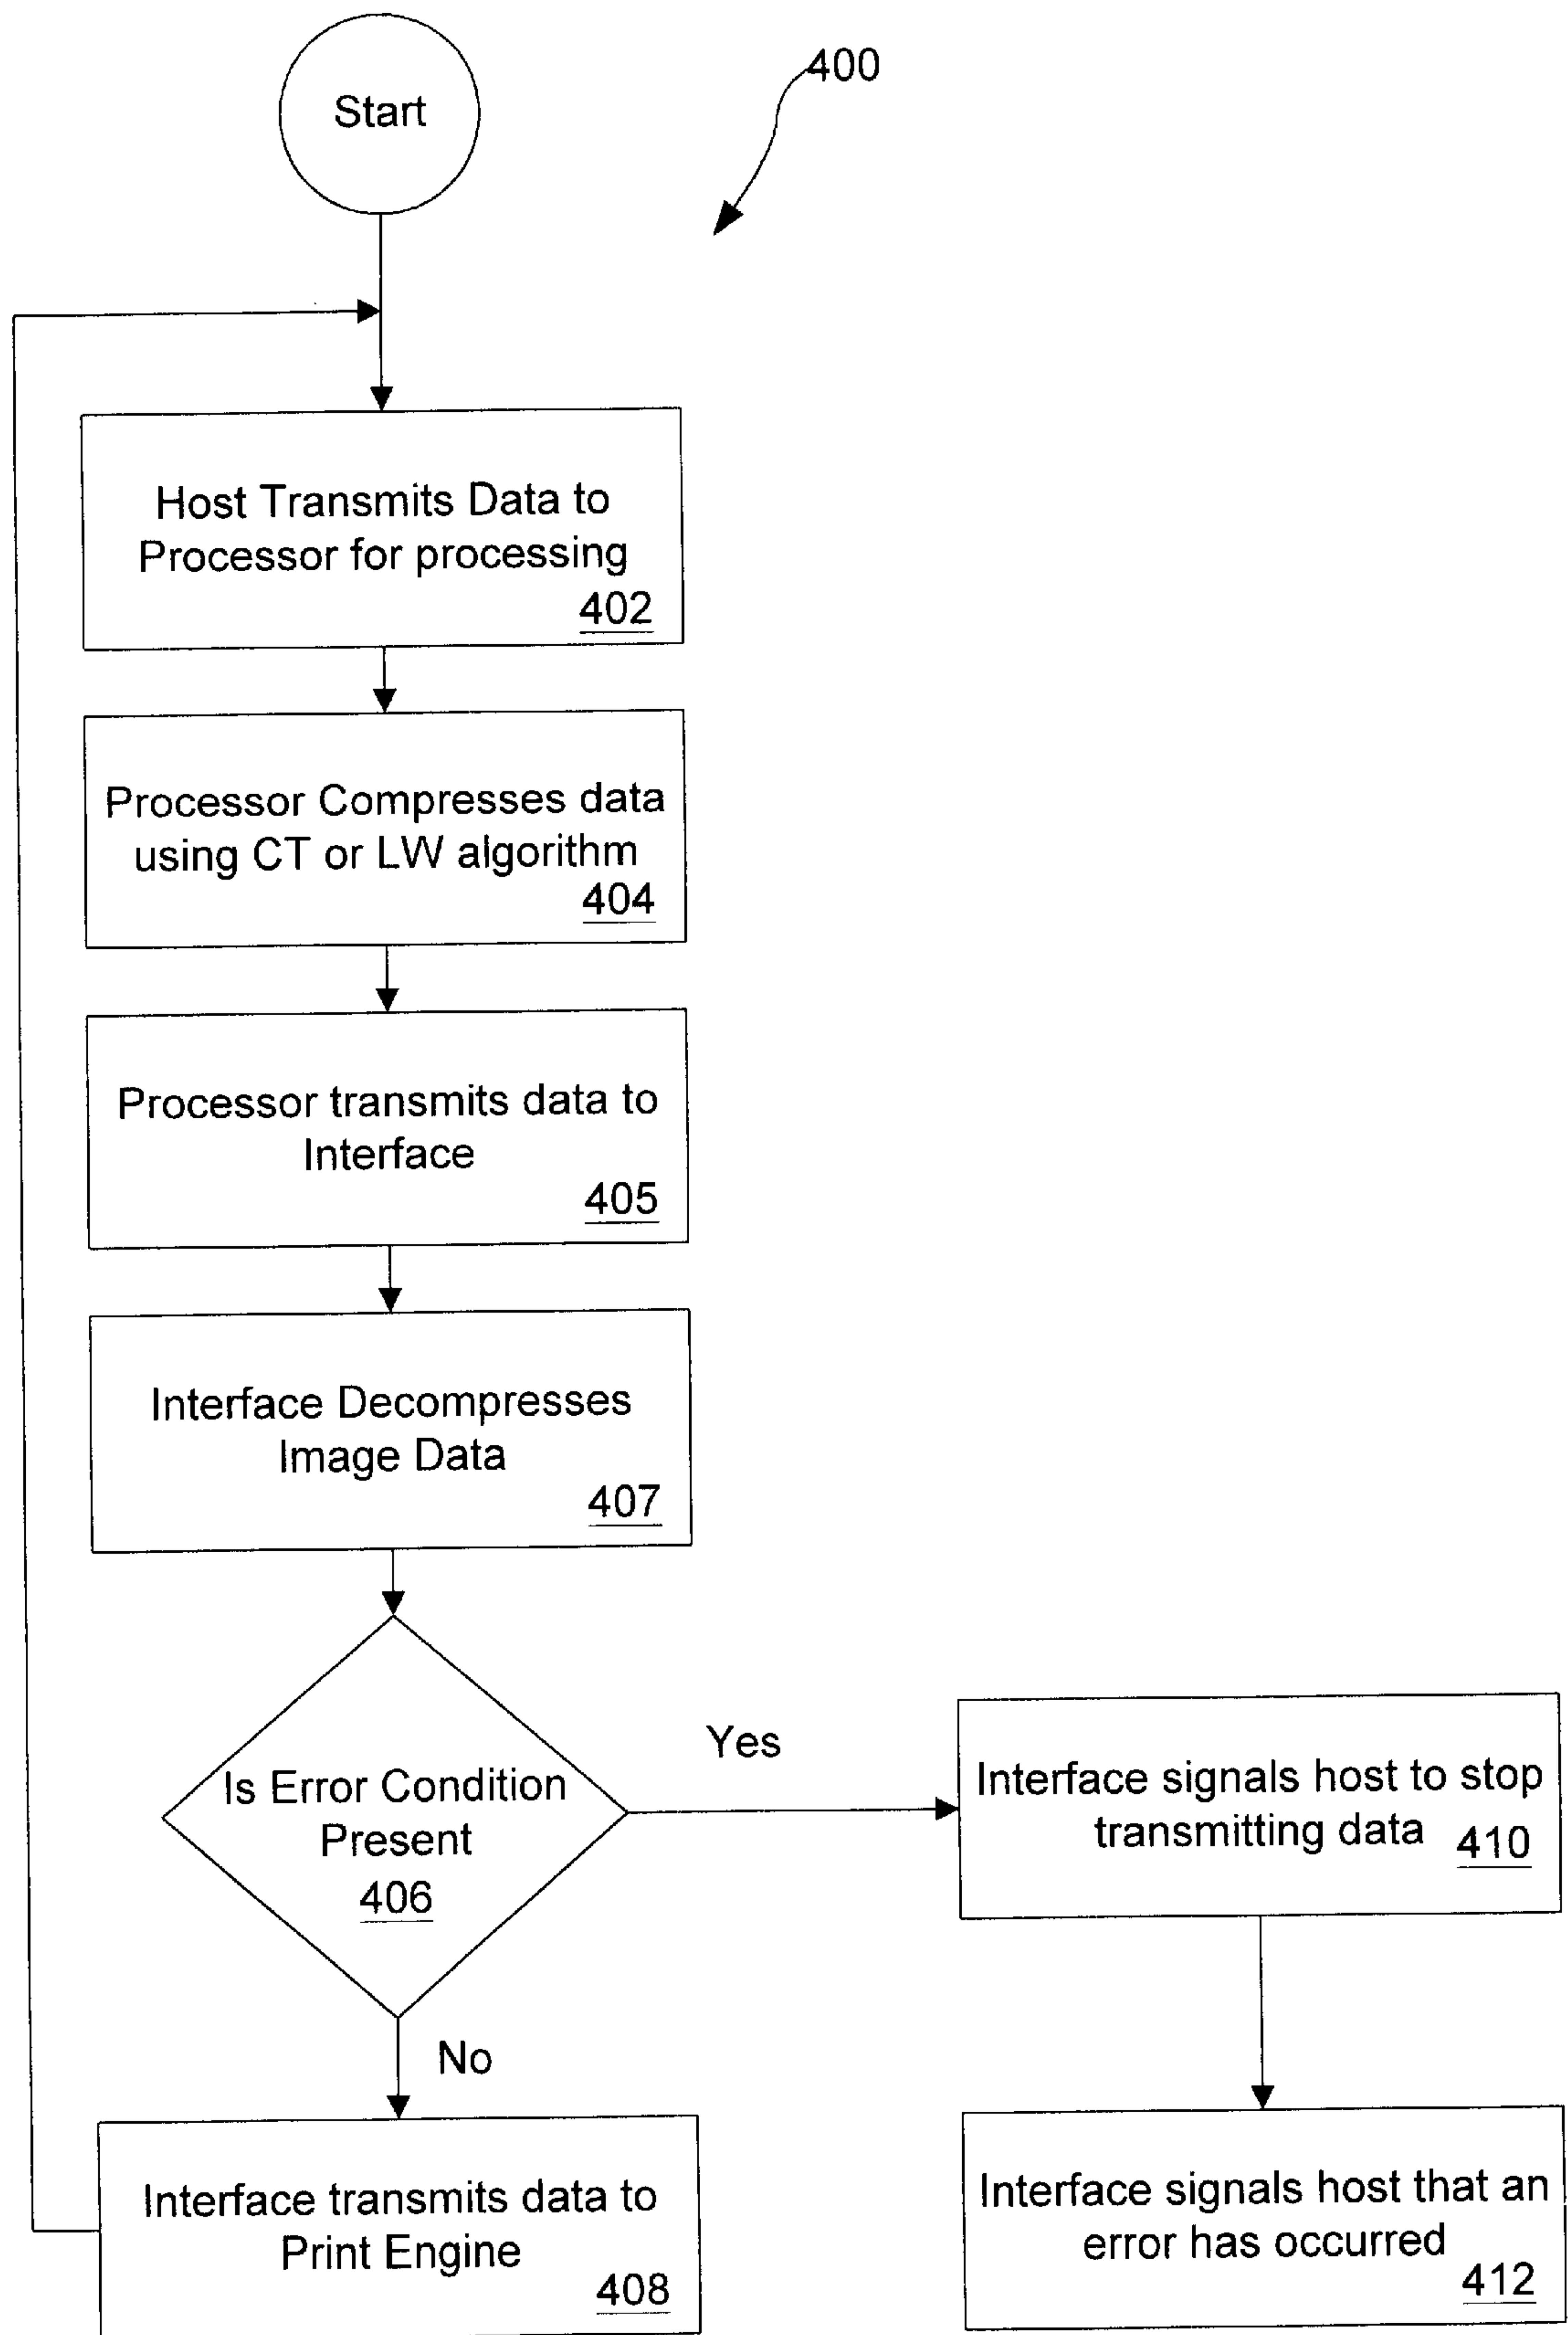 Start
400
Host Transmits Data to
Processor for processing
402
Processor Compresses data
using CT or LW algorithm
404
Processor transmits data to
Interface
405
Interface Decompresses
Image Data
407
Is Error Condition
Present
406
Yes
Interface signals host to stop
transmitting data 410
No
Interface transmits data to
Print Engine
408
Interface signals host that an
error has occurred
412